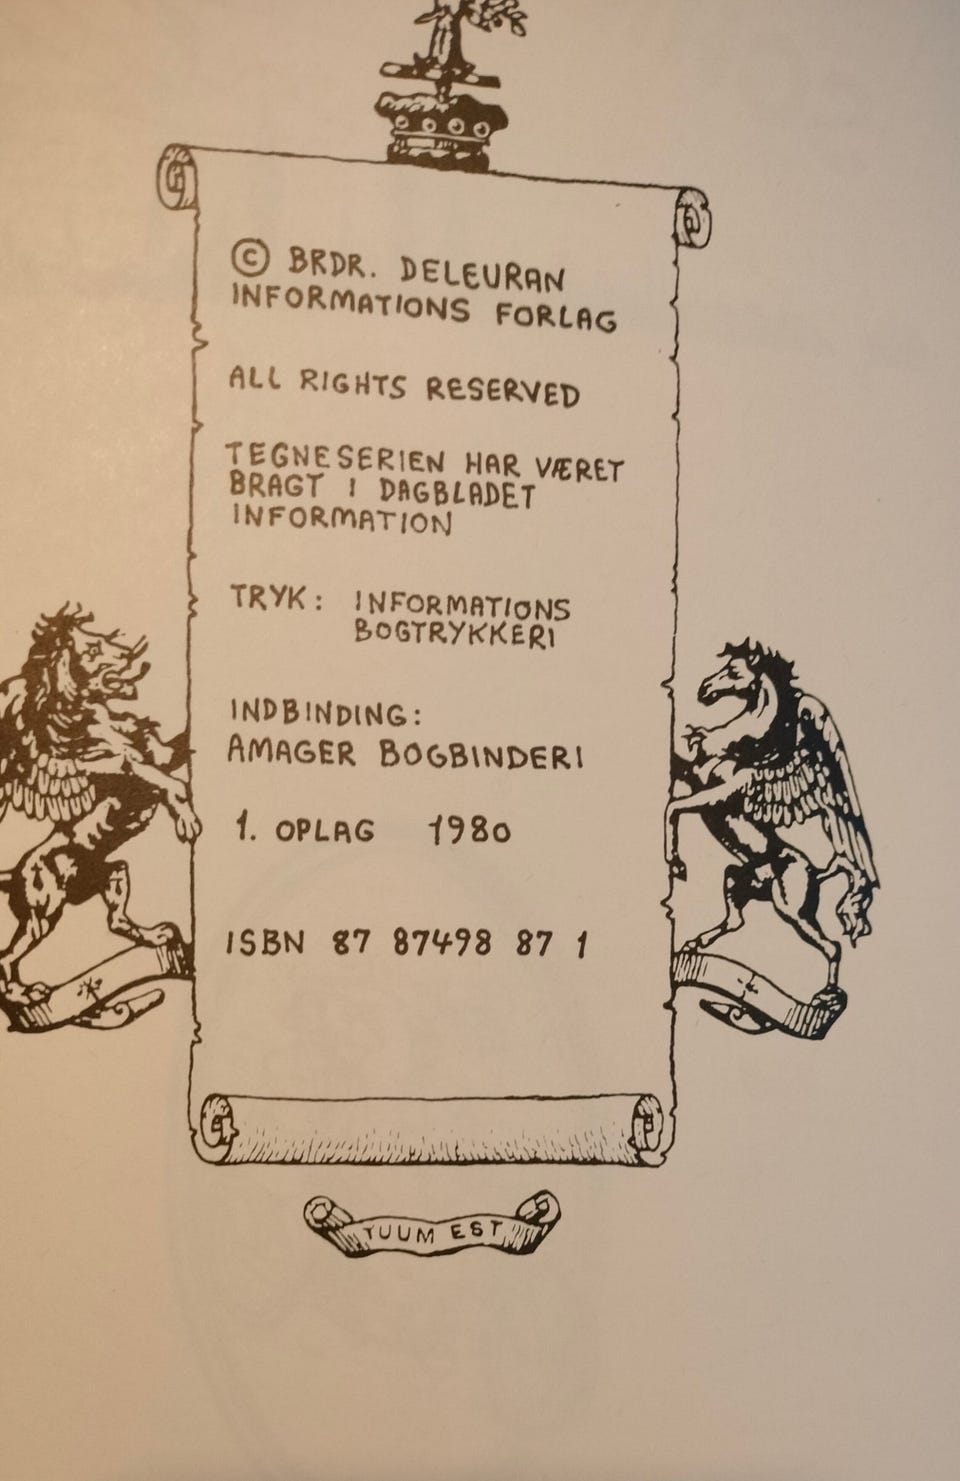 © BRDR. DELEURAN
INFORMATIONS FORLAG
ALL RIGHTS RESERVED
TEGNESERIEN HAR VÆRET
BRAGT I DAGBLADET
INFORMATION
TRYK: INFORMATIONS
BOGTRYKKERI
INDBINDING:
AMAGER BOGBINDERI
1. OPLAG 1980
ISBN 87 87498 87 1
TUUM EST